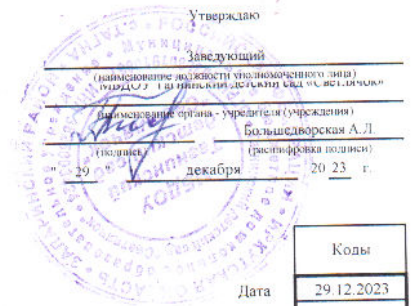 Утверждаю
Заведующий
(наименование должности уполномоченного лица)
МБДОУ Тагнинский детский сад «Светлячок»
(наименование органа - учредителя (учреждения)
Большедворская А.Л.
(подпись) (расшифровка подписи)
" 29 " декабря 20 23 г.
Коды
Дата 29.12.2023